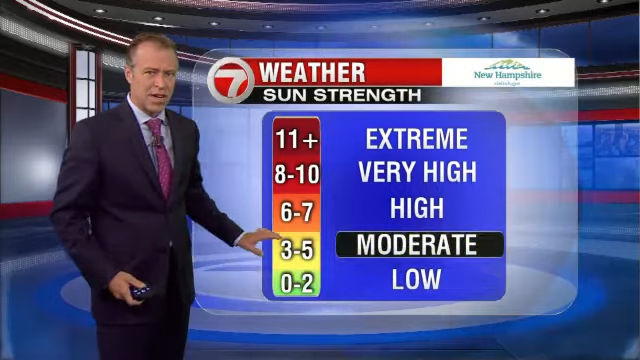 7 WEATHER
New Hampshire
SUN STRENGTH
11+ EXTREME
8-10 VERY HIGH
6-7 HIGH
3-5 MODERATE
0-2 LOW